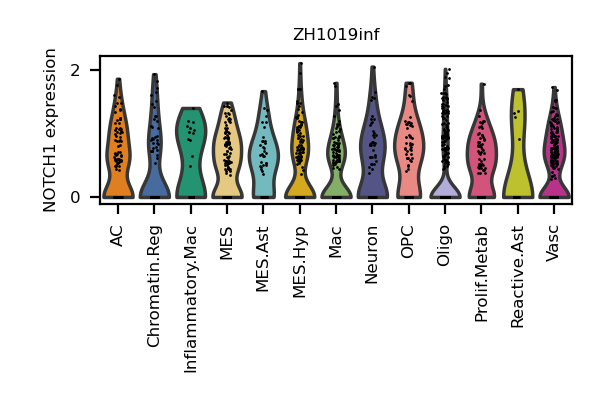 ZH1019inf
NOTCH1 expression
2
0
AC
Chromatin.Reg
Inflammatory.Mac
MES
MES.Ast
MES.Hyp
Mac
Neuron
OPC
Oligo
Prolif.Metab
Reactive.Ast
Vasc